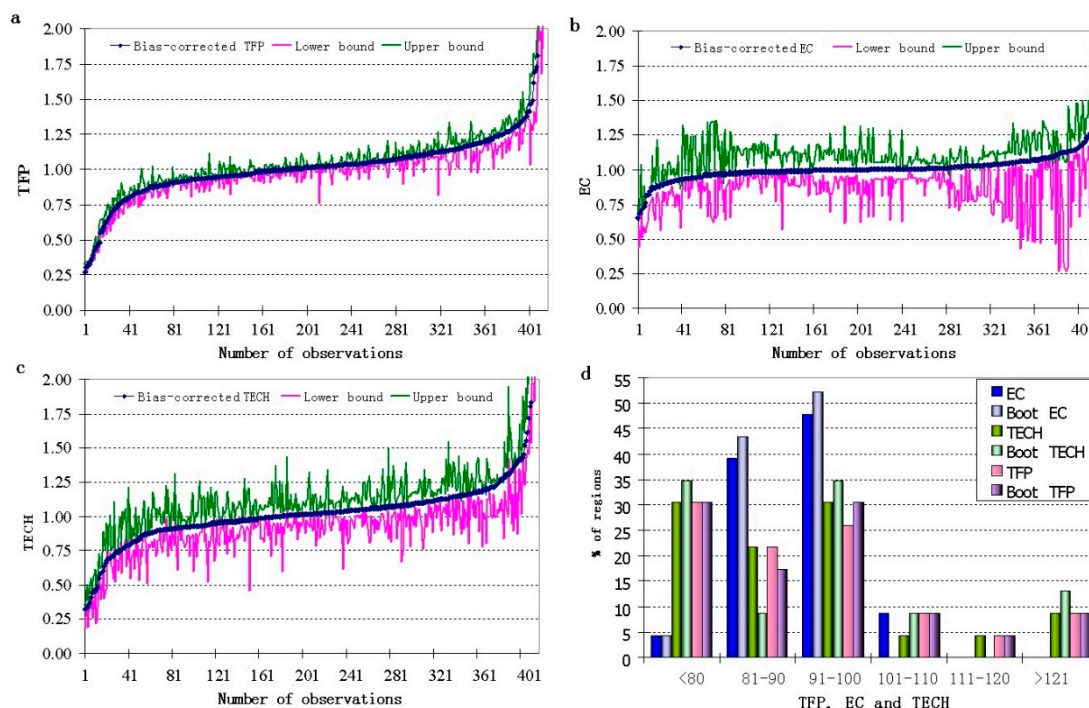 a
2.00
1.75
1.50
1.25
1.00
0.75
0.50
0.25
0.00
TFP
Bias-corrected TFP
Lower bound
Upper bound
1 41 81 121 161 201 241 281 321 361 401
Number of observations
b
2.00
1.75
1.50
1.25
1.00
0.75
0.50
0.25
0.00
EC
Bias-corrected EC
Lower bound
Upper bound
1 41 81 121 161 201 241 281 321 361 40
Number of observations
c
2.00
1.75
1.50
1.25
1.00
0.75
0.50
0.25
0.00
TECH
Bias-corrected TECH
Lower bound
Upper bound
1 41 81 121 161 201 241 281 321 361 401
Number of observations
d
55
50
45
40
35
30
25
20
15
10
5
0
% of regions
EC
Boot EC
TECH
Boot TECH
TFP
Boot TFP
<80 81-90 91-100 101-110 111-120 >121
TFP, EC and TECH